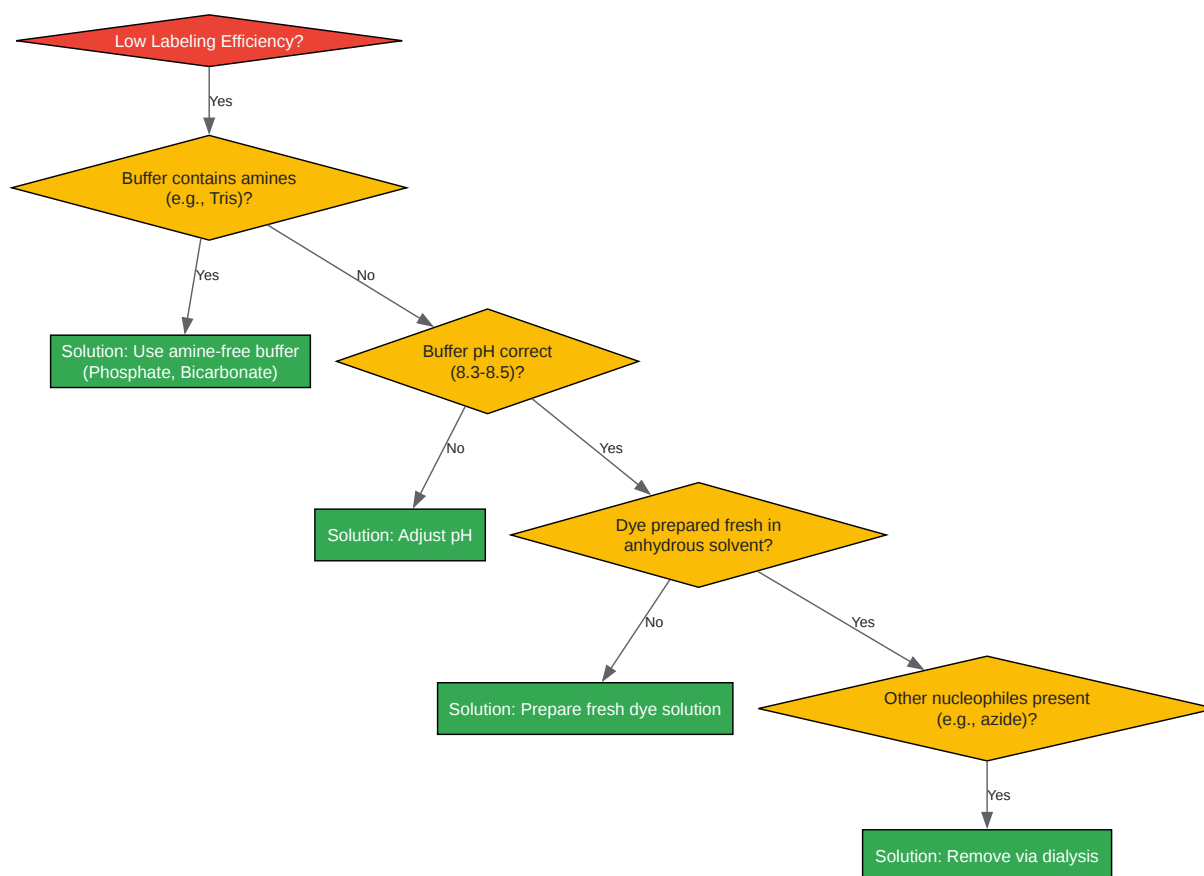 Low Labeling Efficiency?
Yes
Buffer contains amines
(e.g., Tris)?
Yes
No
Solution: Use amine-free buffer
(Phosphate, Bicarbonate)
Buffer pH correct
(8.3-8.5)?
No
Yes
Solution: Adjust pH
Dye prepared fresh in
anhydrous solvent?
No
Yes
Solution: Prepare fresh dye solution
Other nucleophiles present
(e.g., azide)?
Yes
Solution: Remove via dialysis